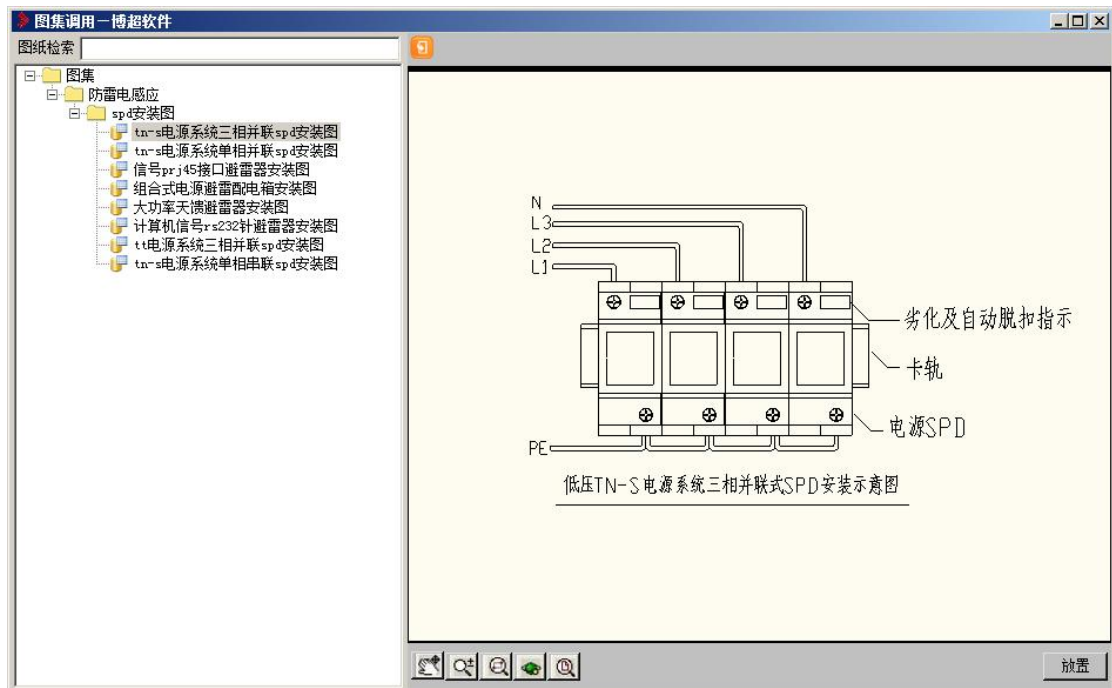 图集调用－博超软件
图纸检索
图集
防雷电感应
spd安装图
tn-s电源系统三相并联spd安装图
tn-s电源系统单相并联spd安装图
信号prj45接口避雷器安装图
组合式电源避雷配电箱安装图
大功率天馈避雷器安装图
计算机信号rs232针避雷器安装图
tt电源系统三相并联spd安装图
tn-s电源系统单相串联spd安装图
N
L3
L2
L1
劣化及自动脱扣指示
卡轨
电源SPD
PE
低压TN-S电源系统三相并联式SPD安装示意图
放置